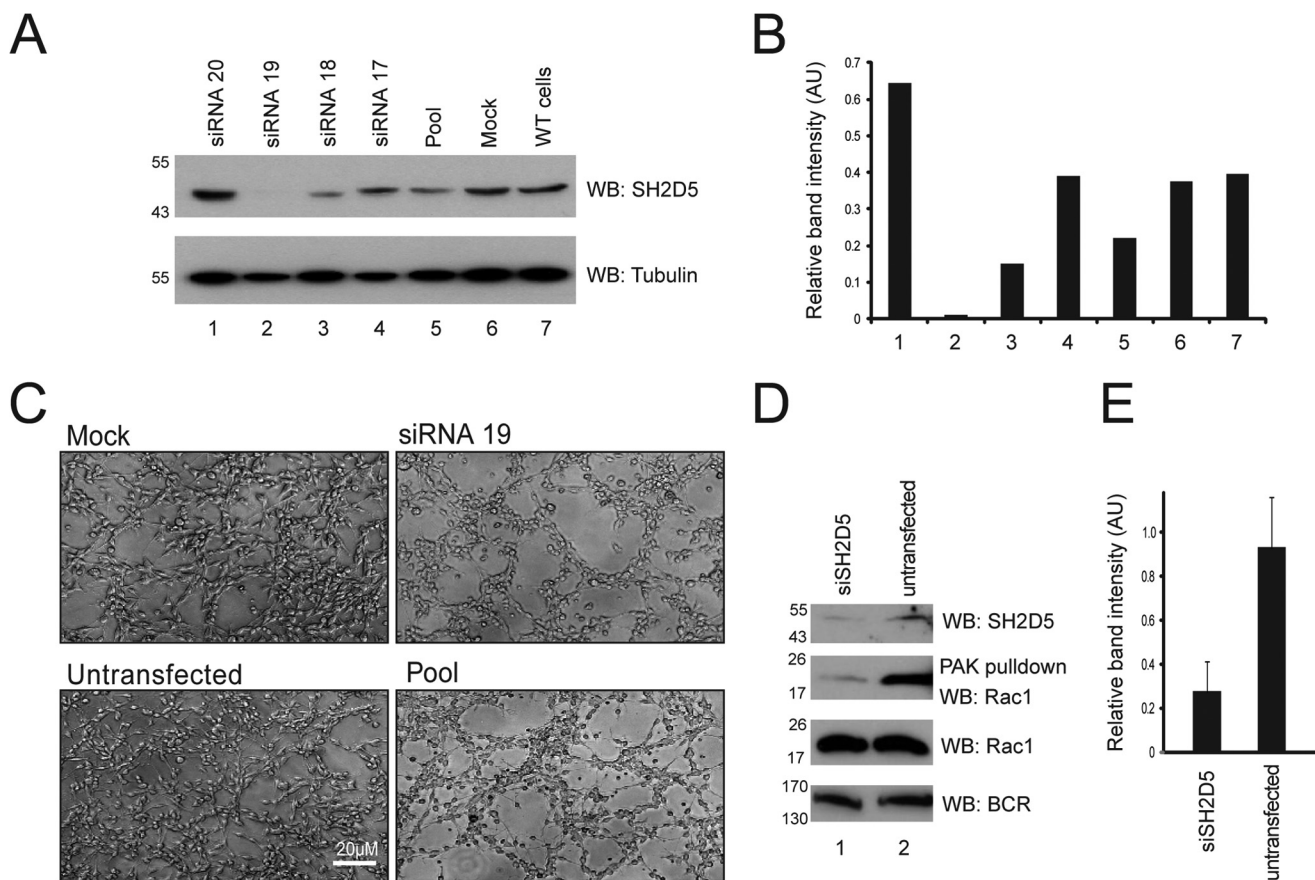 A
siRNA 20
siRNA 19
siRNA 18
siRNA 17
Pool
Mock
WT cells
55
43
WB: SH2D5
55
WB: Tubulin
1 2 3 4 5 6 7
B
Relative band intensity (AU)
0.7
0.6
0.5
0.4
0.3
0.2
0.1
0
1 2 3 4 5 6 7
C
Mock
siRNA 19
Untransfected
Pool
20µM
D
siSH2D5
untransfected
55
43
WB: SH2D5
26
17
PAK pulldown
WB: Rac1
26
17
WB: Rac1
170
130
WB: BCR
1 2
E
Relative band intensity (AU)
1.0
0.8
0.6
0.4
0.2
0
siSH2D5
untransfected